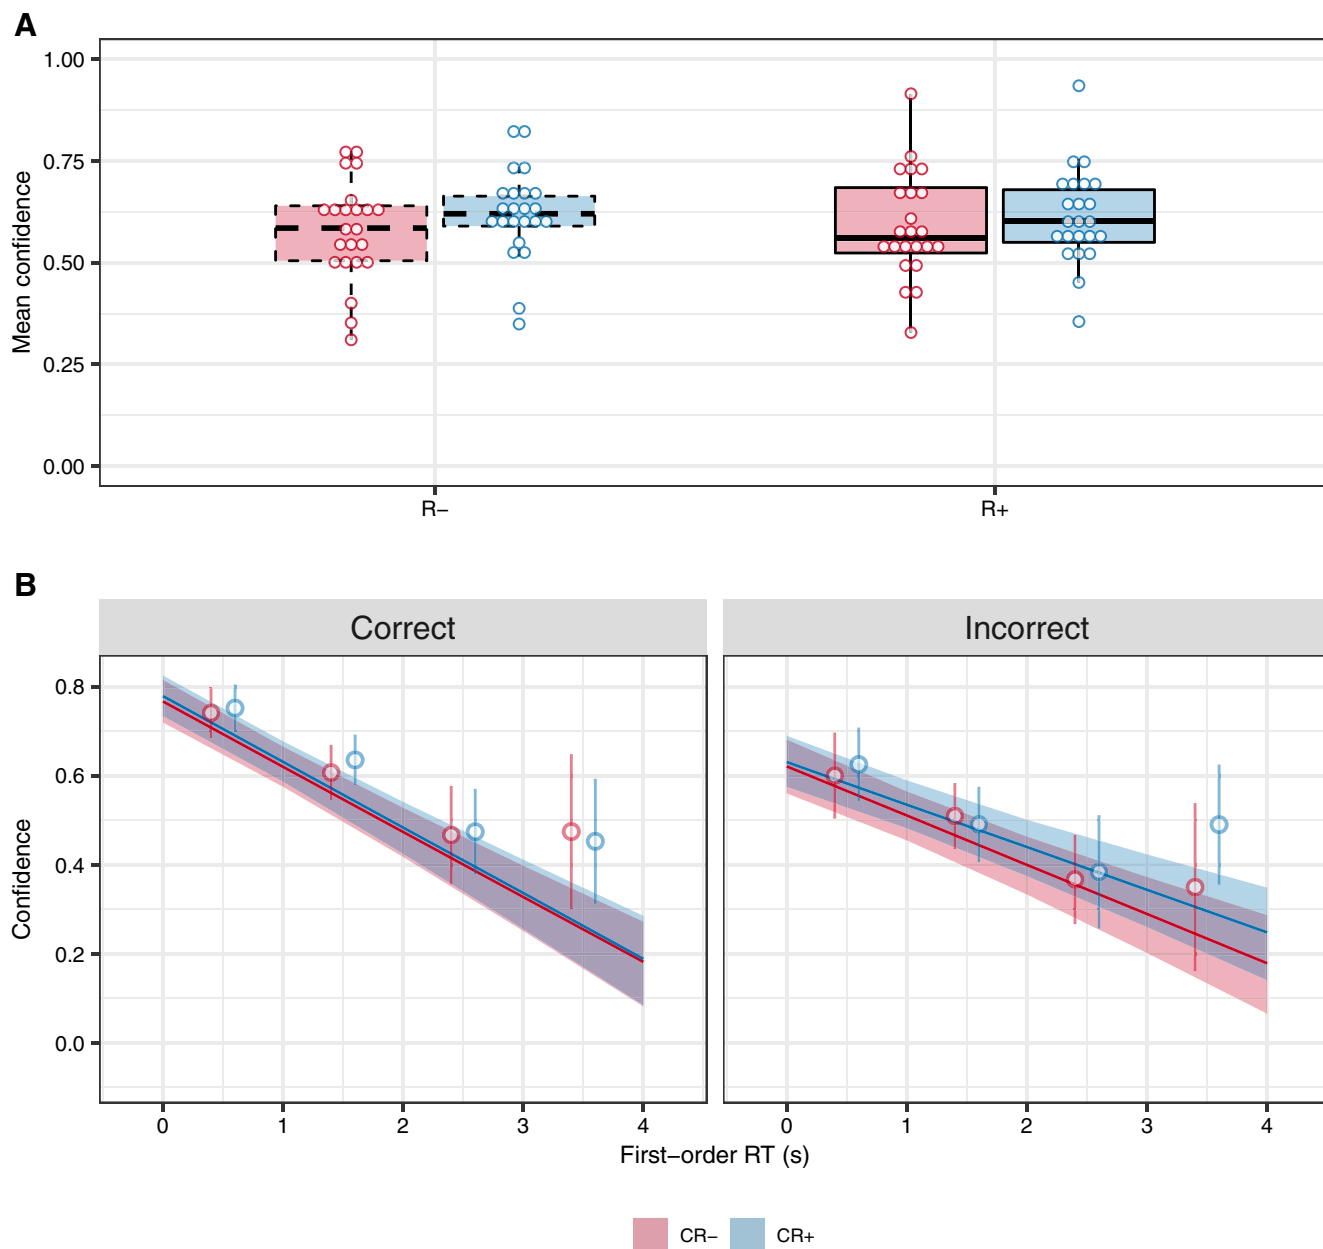 A
1.00
0.75
0.50
0.25
0.00
Mean confidence
R−
R+
B
Correct
Incorrect
0.8
0.6
0.4
0.2
0.0
Confidence
0 1 2 3 4
0 1 2 3 4
First−order RT (s)
CR− CR+